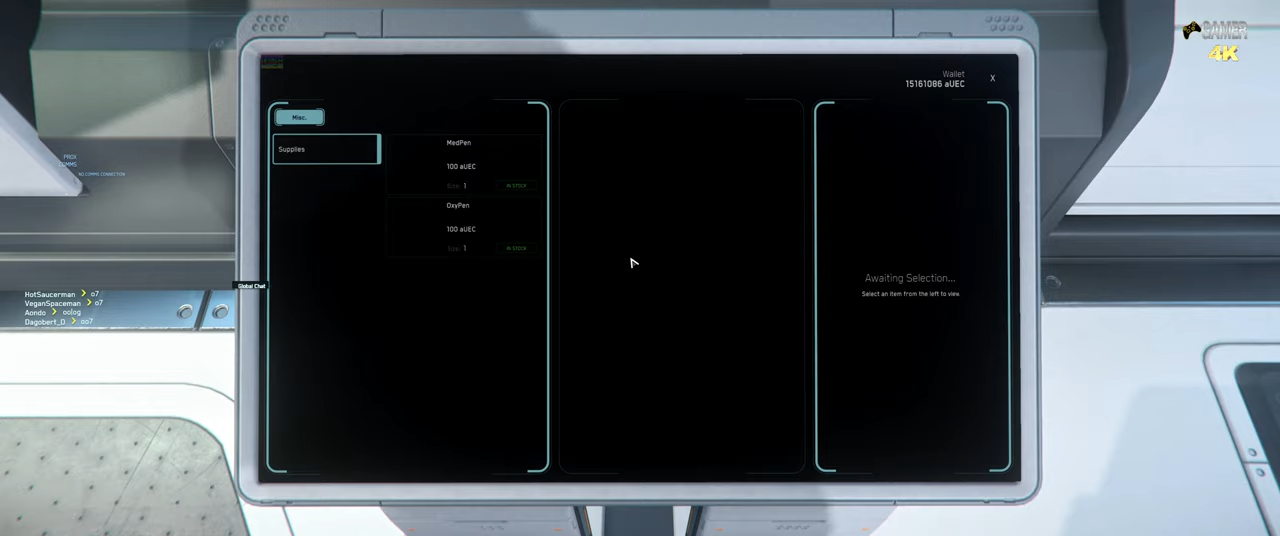 GAMER
4K
Wallet
15161086 aUEC
X
Misc.
Supplies
MedPen
100 aUEC
Size: 1
IN STOCK
OxyPen
100 aUEC
Size: 1
IN STOCK
Awaiting Selection...
Select an item from the left to view.
PROX
COMMS
NO COMMS CONNECTION
Global Chat
HotSaucerman > o7
VeganSpaceman > o7
Aondo > oolog
Dagobert_D > oo7